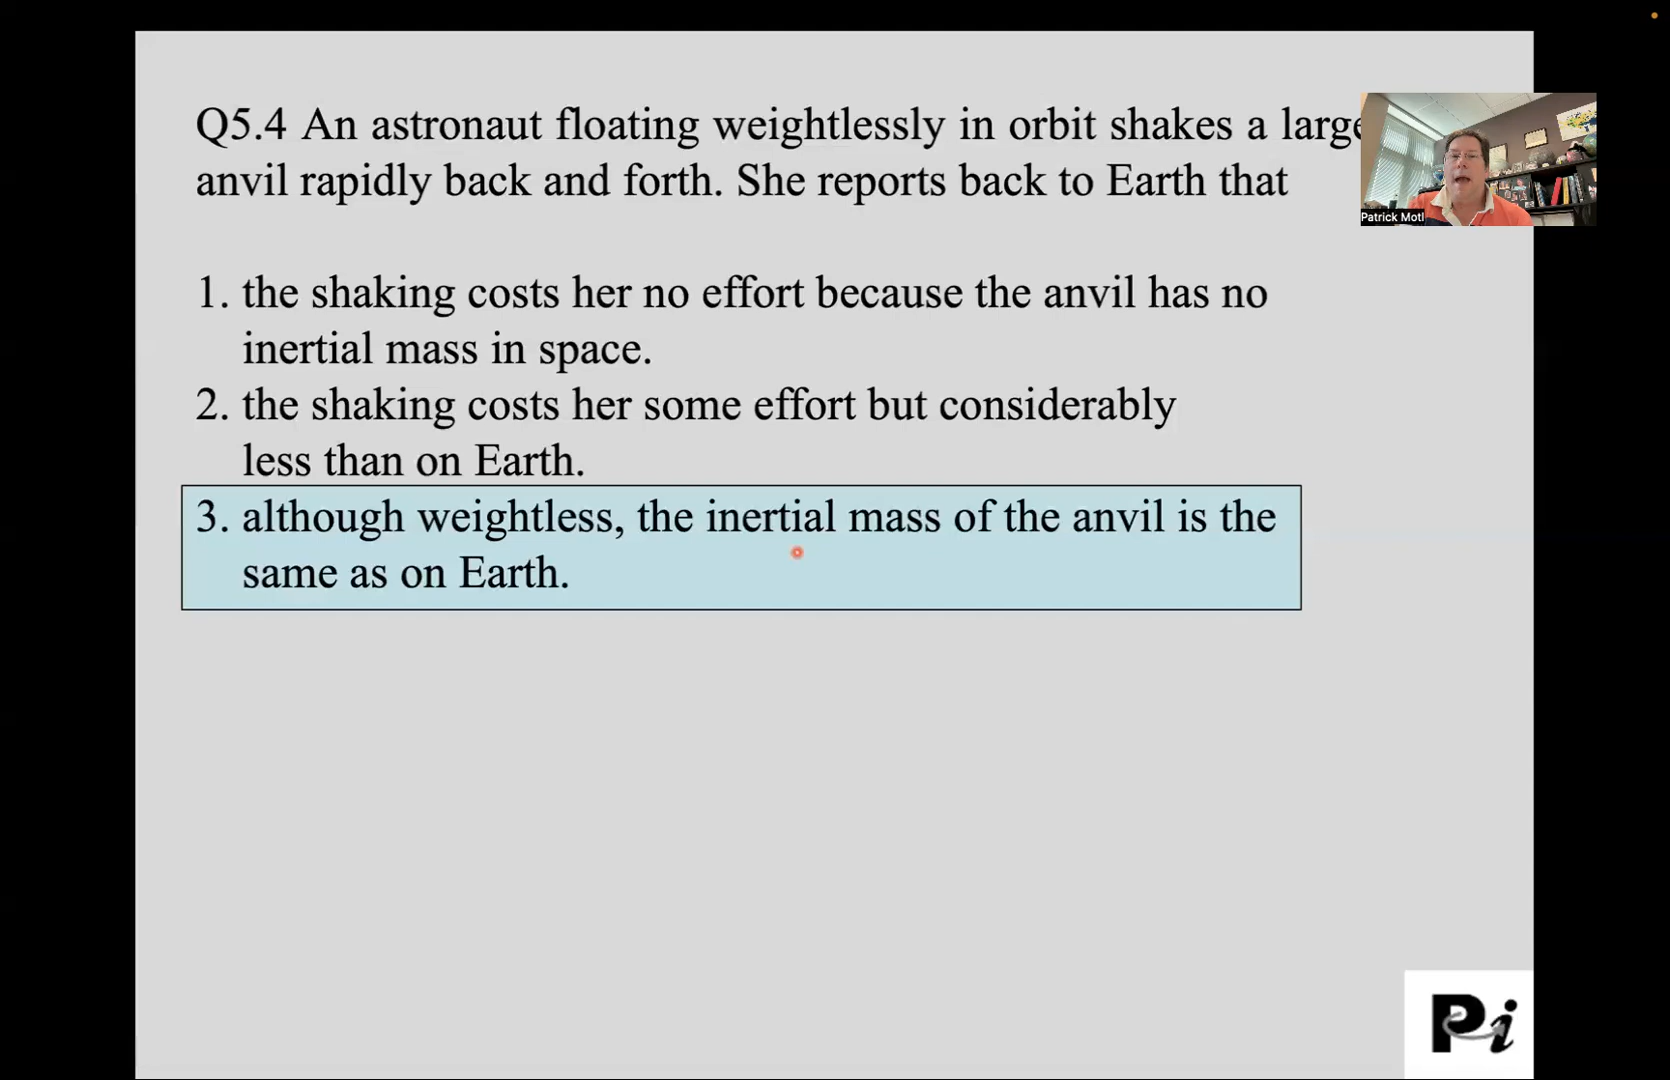 Q5.4 An astronaut floating weightlessly in orbit shakes a large
anvil rapidly back and forth. She reports back to Earth that
Patrick Motl
1. the shaking costs her no effort because the anvil has no
inertial mass in space.
2. the shaking costs her some effort but considerably
less than on Earth.
3. although weightless, the inertial mass of the anvil is the
same as on Earth.
Pi